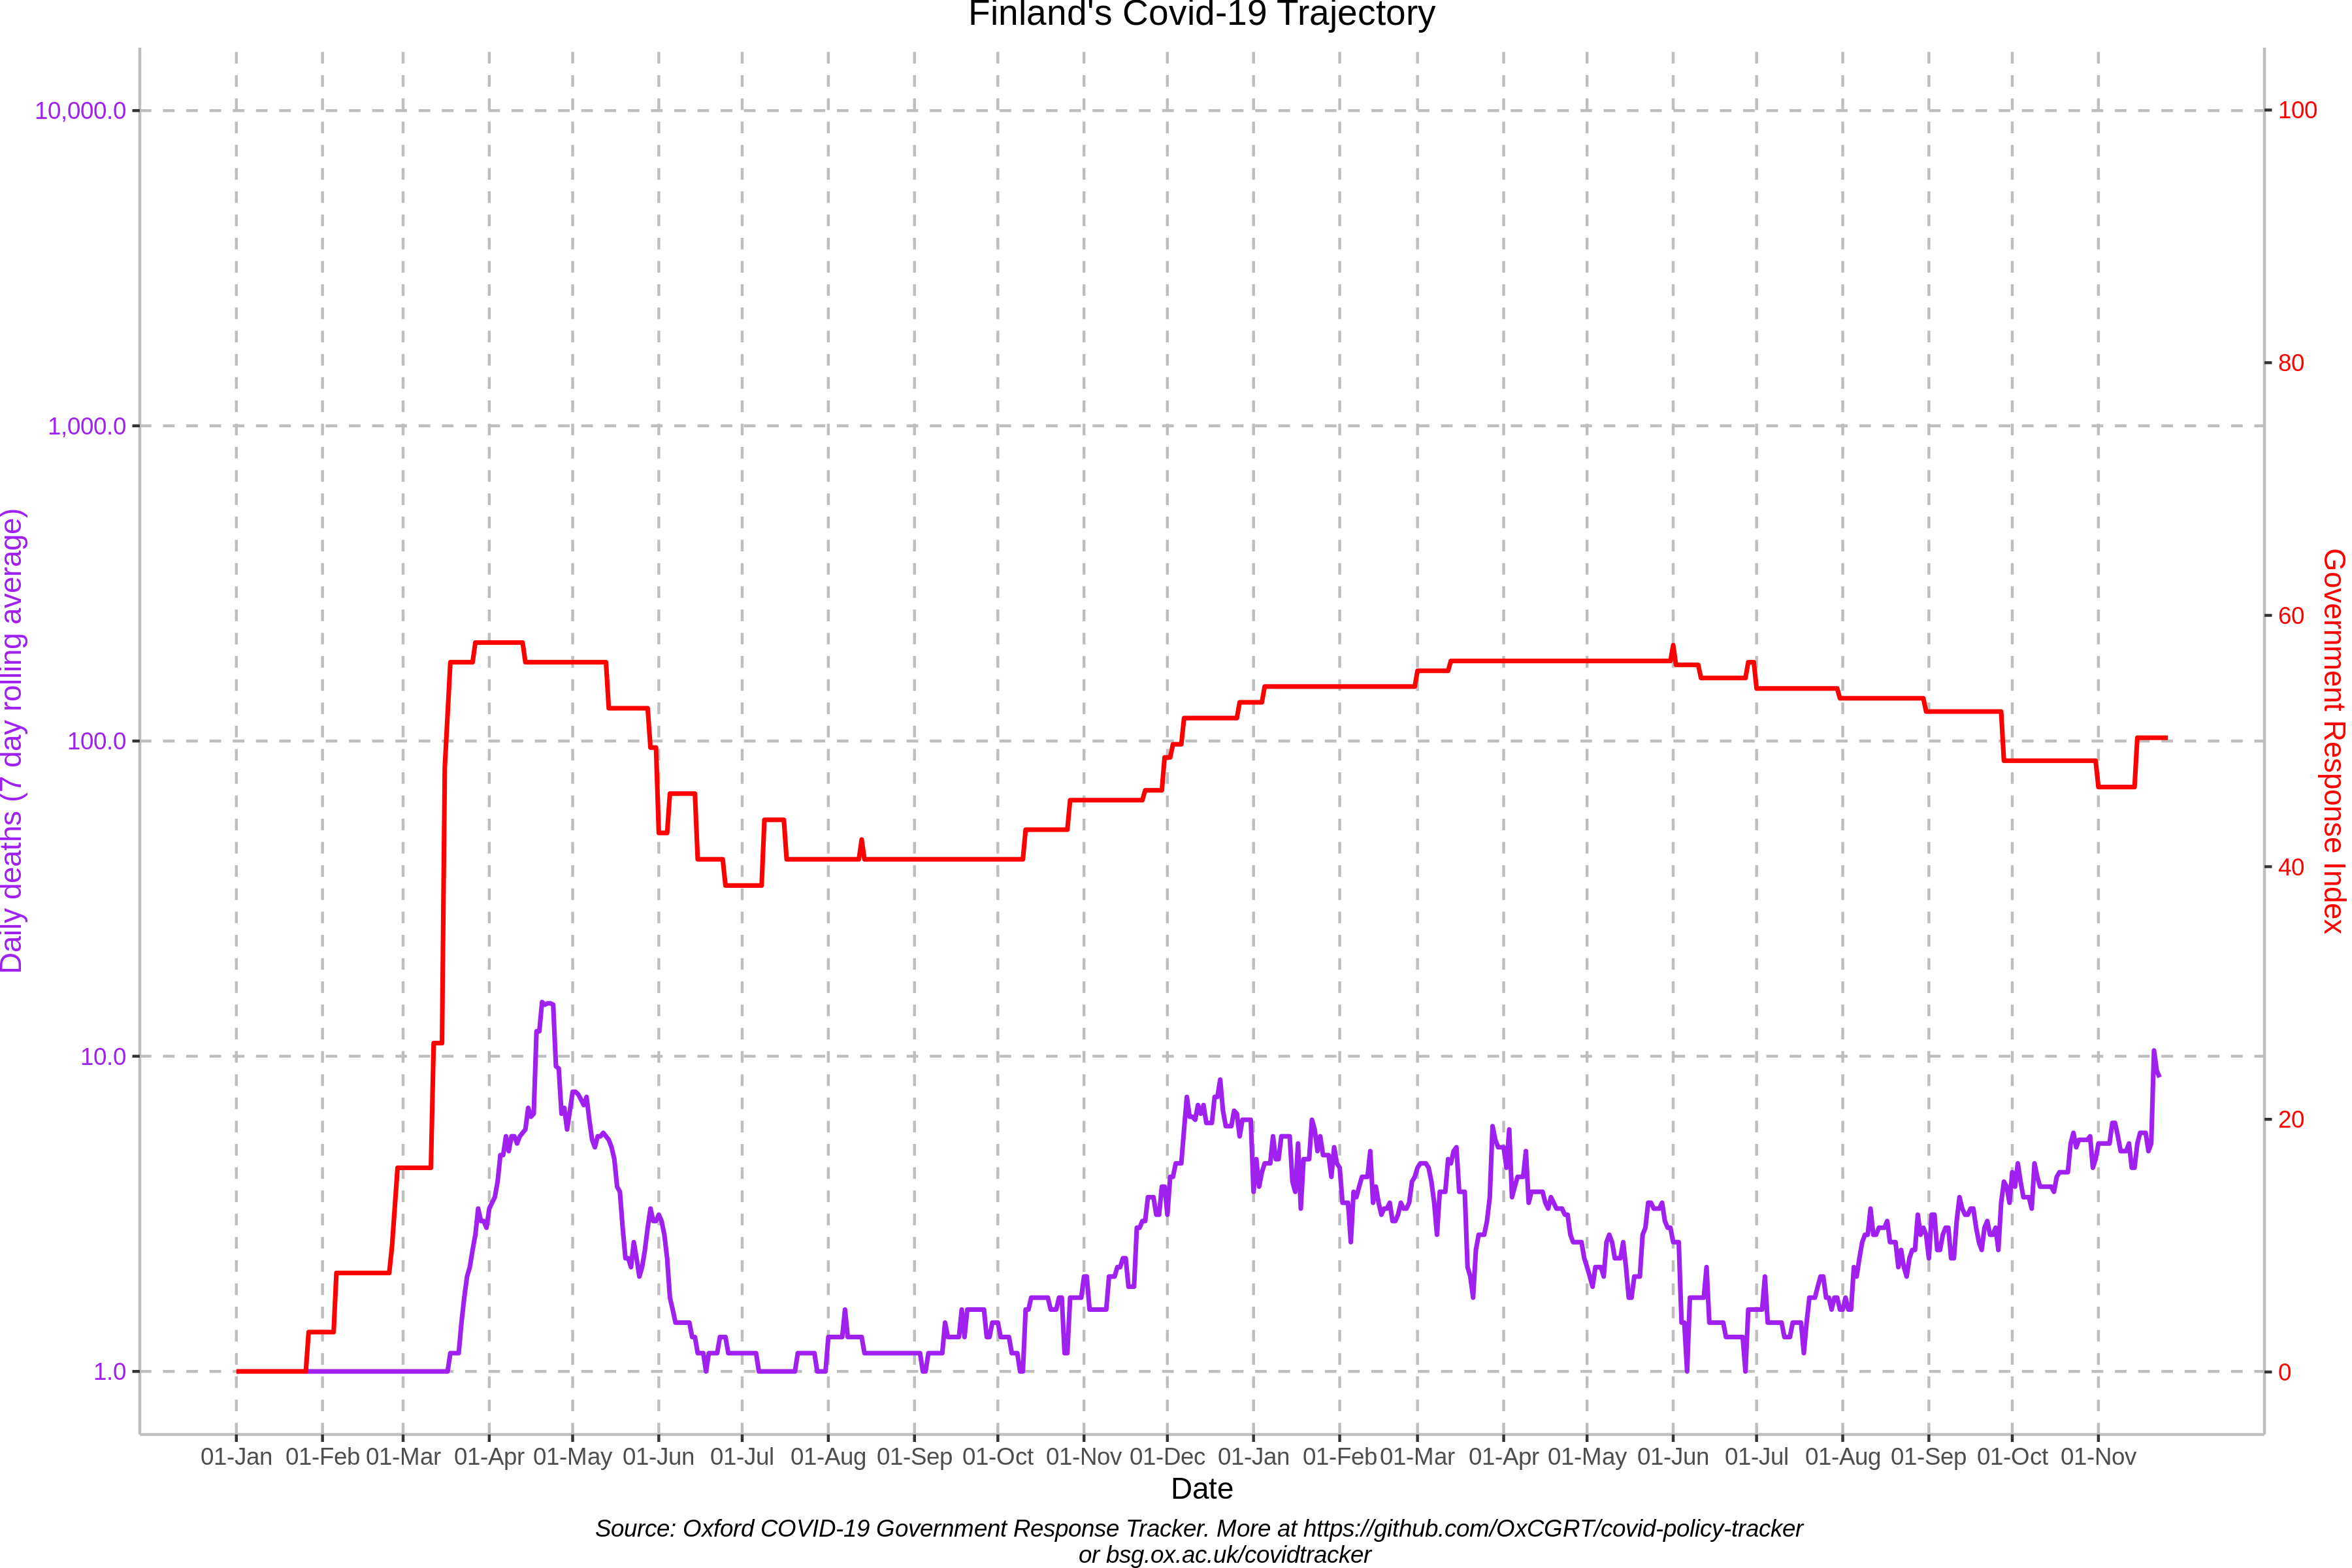 Finland's Covid-19 Trajectory
10,000.0
1,000.0
100.0
10.0
1.0
Daily deaths (7 day rolling average)
100
80
60
40
20
0
Government Response Index
01-Jan 01-Feb 01-Mar 01-Apr 01-May 01-Jun 01-Jul 01-Aug 01-Sep 01-Oct 01-Nov 01-Dec 01-Jan 01-Feb 01-Mar 01-Apr 01-May 01-Jun 01-Jul 01-Aug 01-Sep 01-Oct 01-Nov
Date
Source: Oxford COVID-19 Government Response Tracker. More at https://github.com/OxCGRT/covid-policy-tracker
or bsg.ox.ac.uk/covidtracker